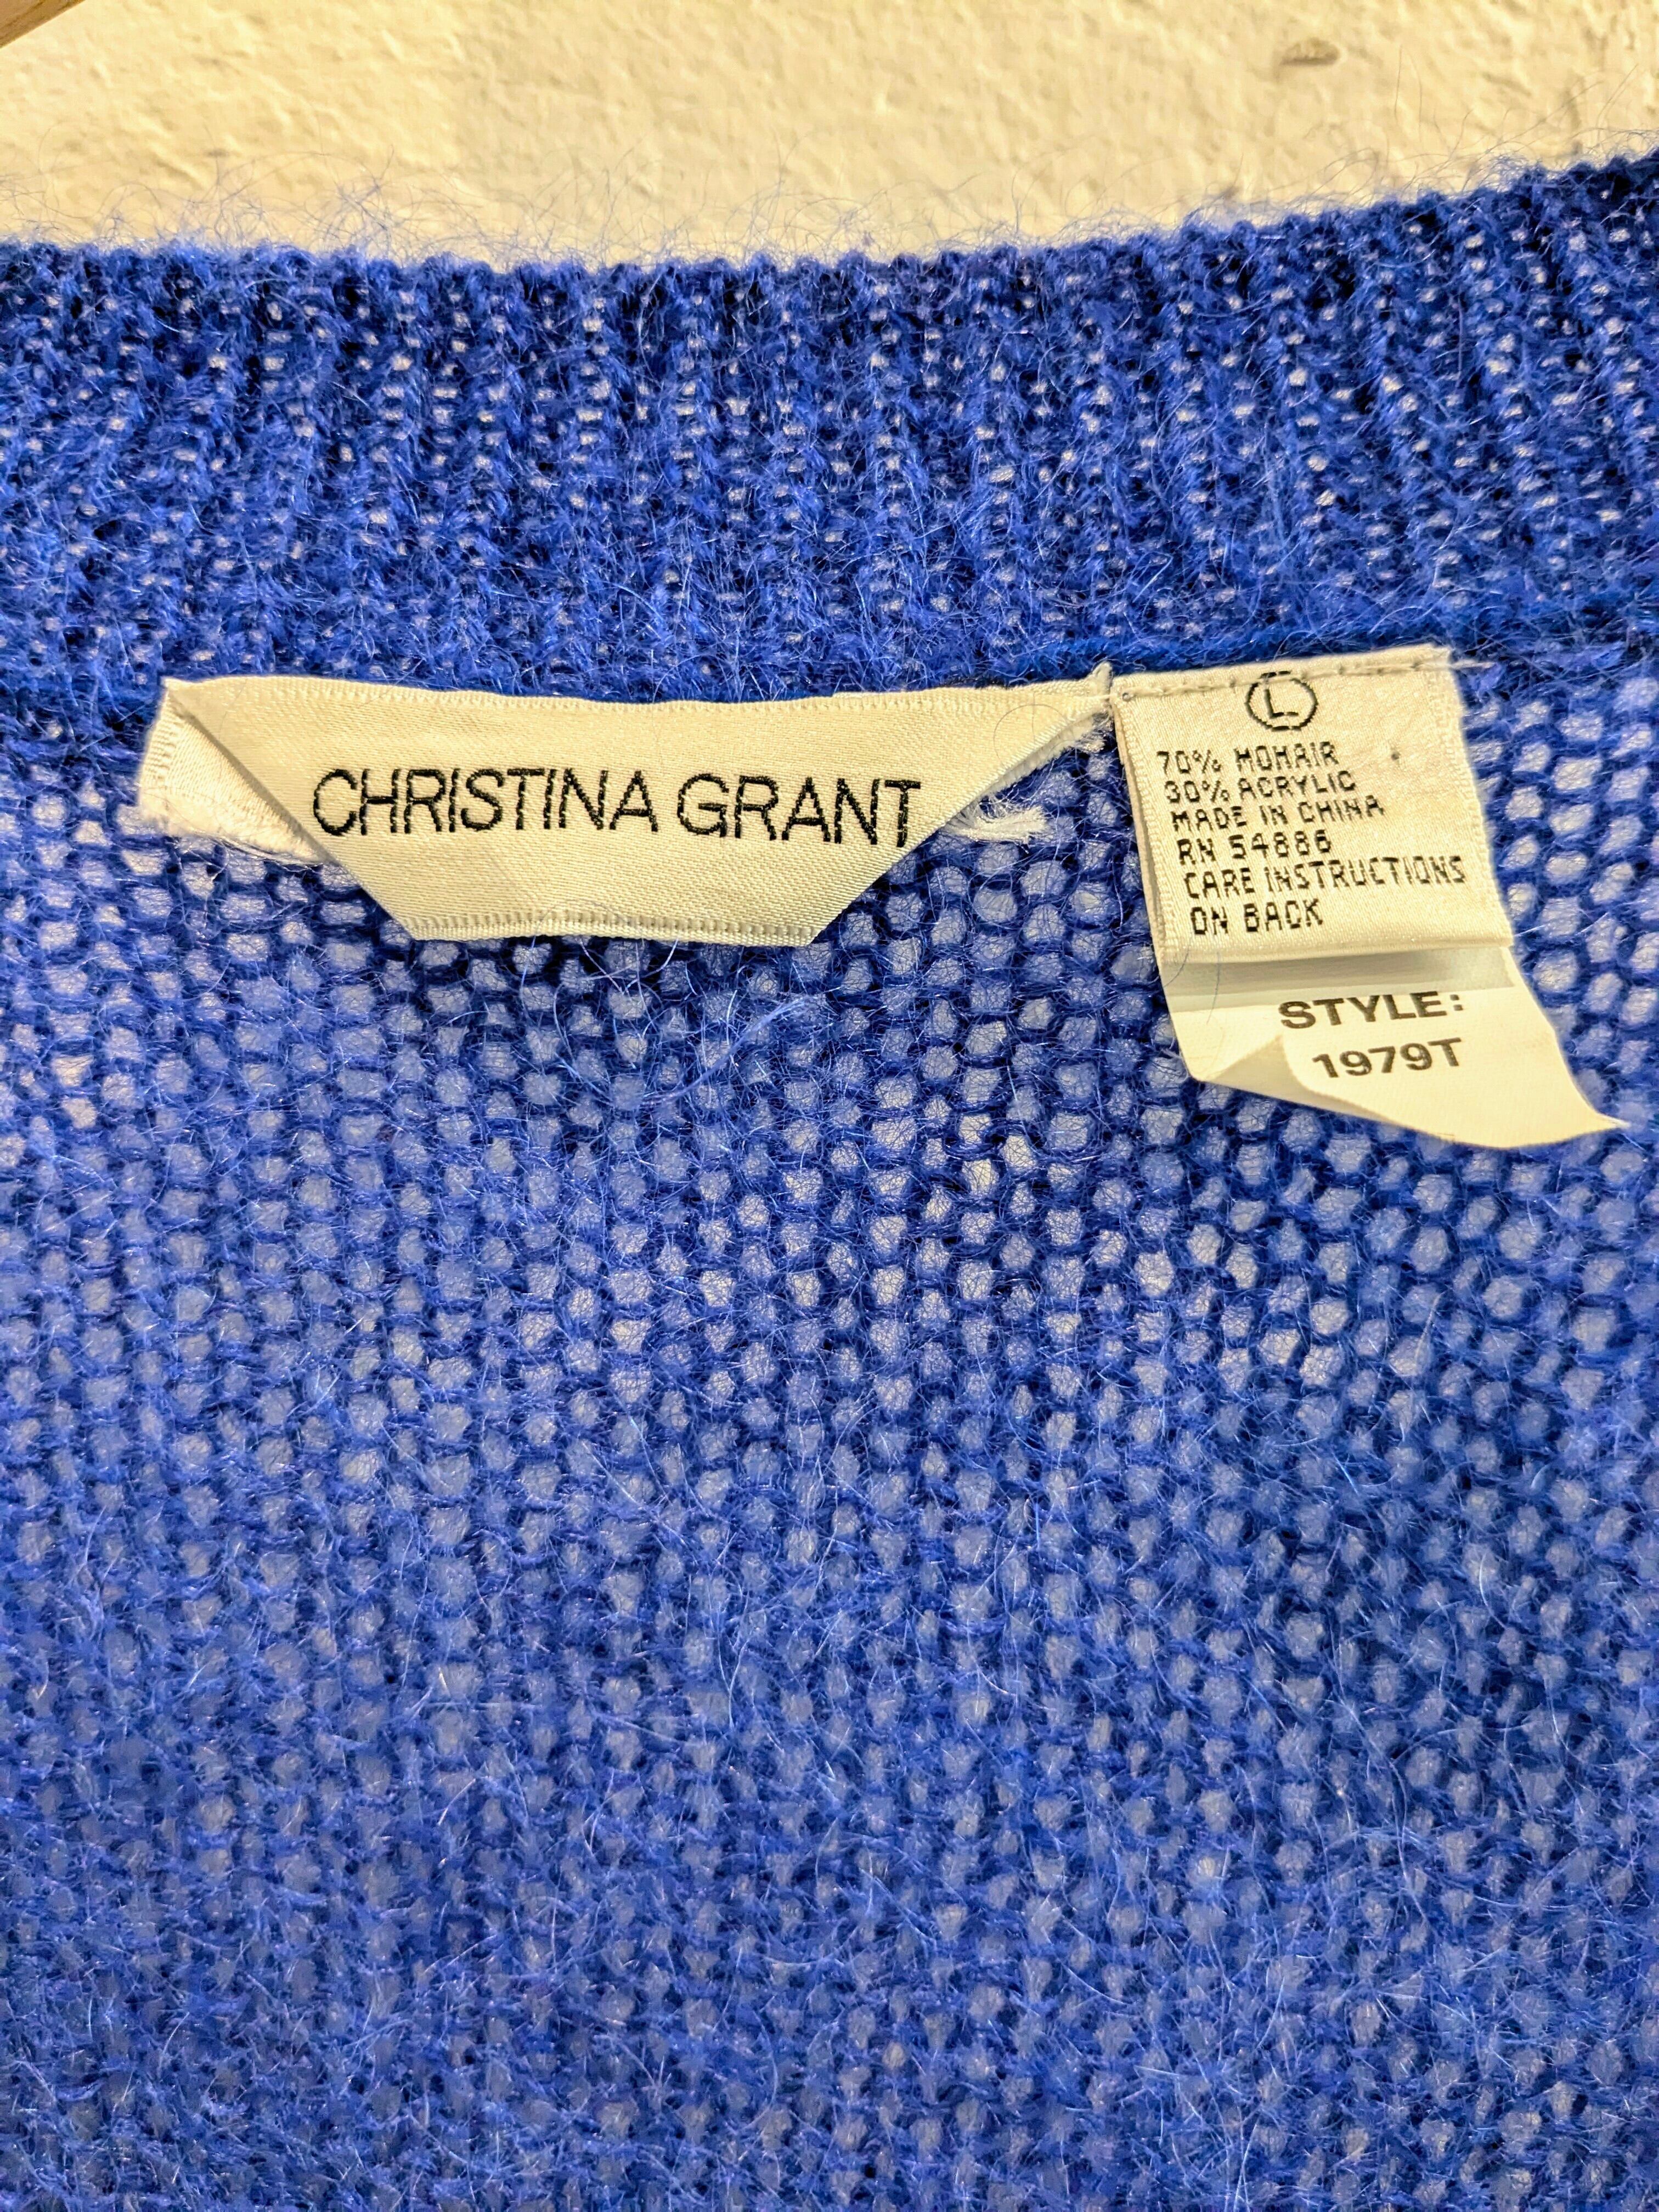 CHRISTINA GRANT
L
70% MOHAIR
30% ACRYLIC
MADE IN CHINA
RN 54886
CARE INSTRUCTIONS
ON BACK
STYLE:
1979T